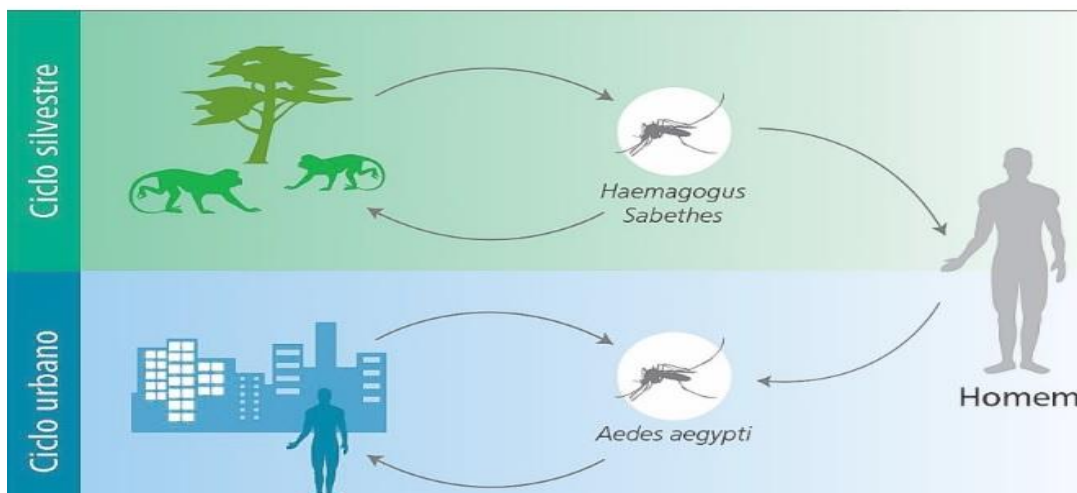 Ciclo silvestre
Haemagogus
Sabethes
Homem
Ciclo urbano
Aedes aegypti